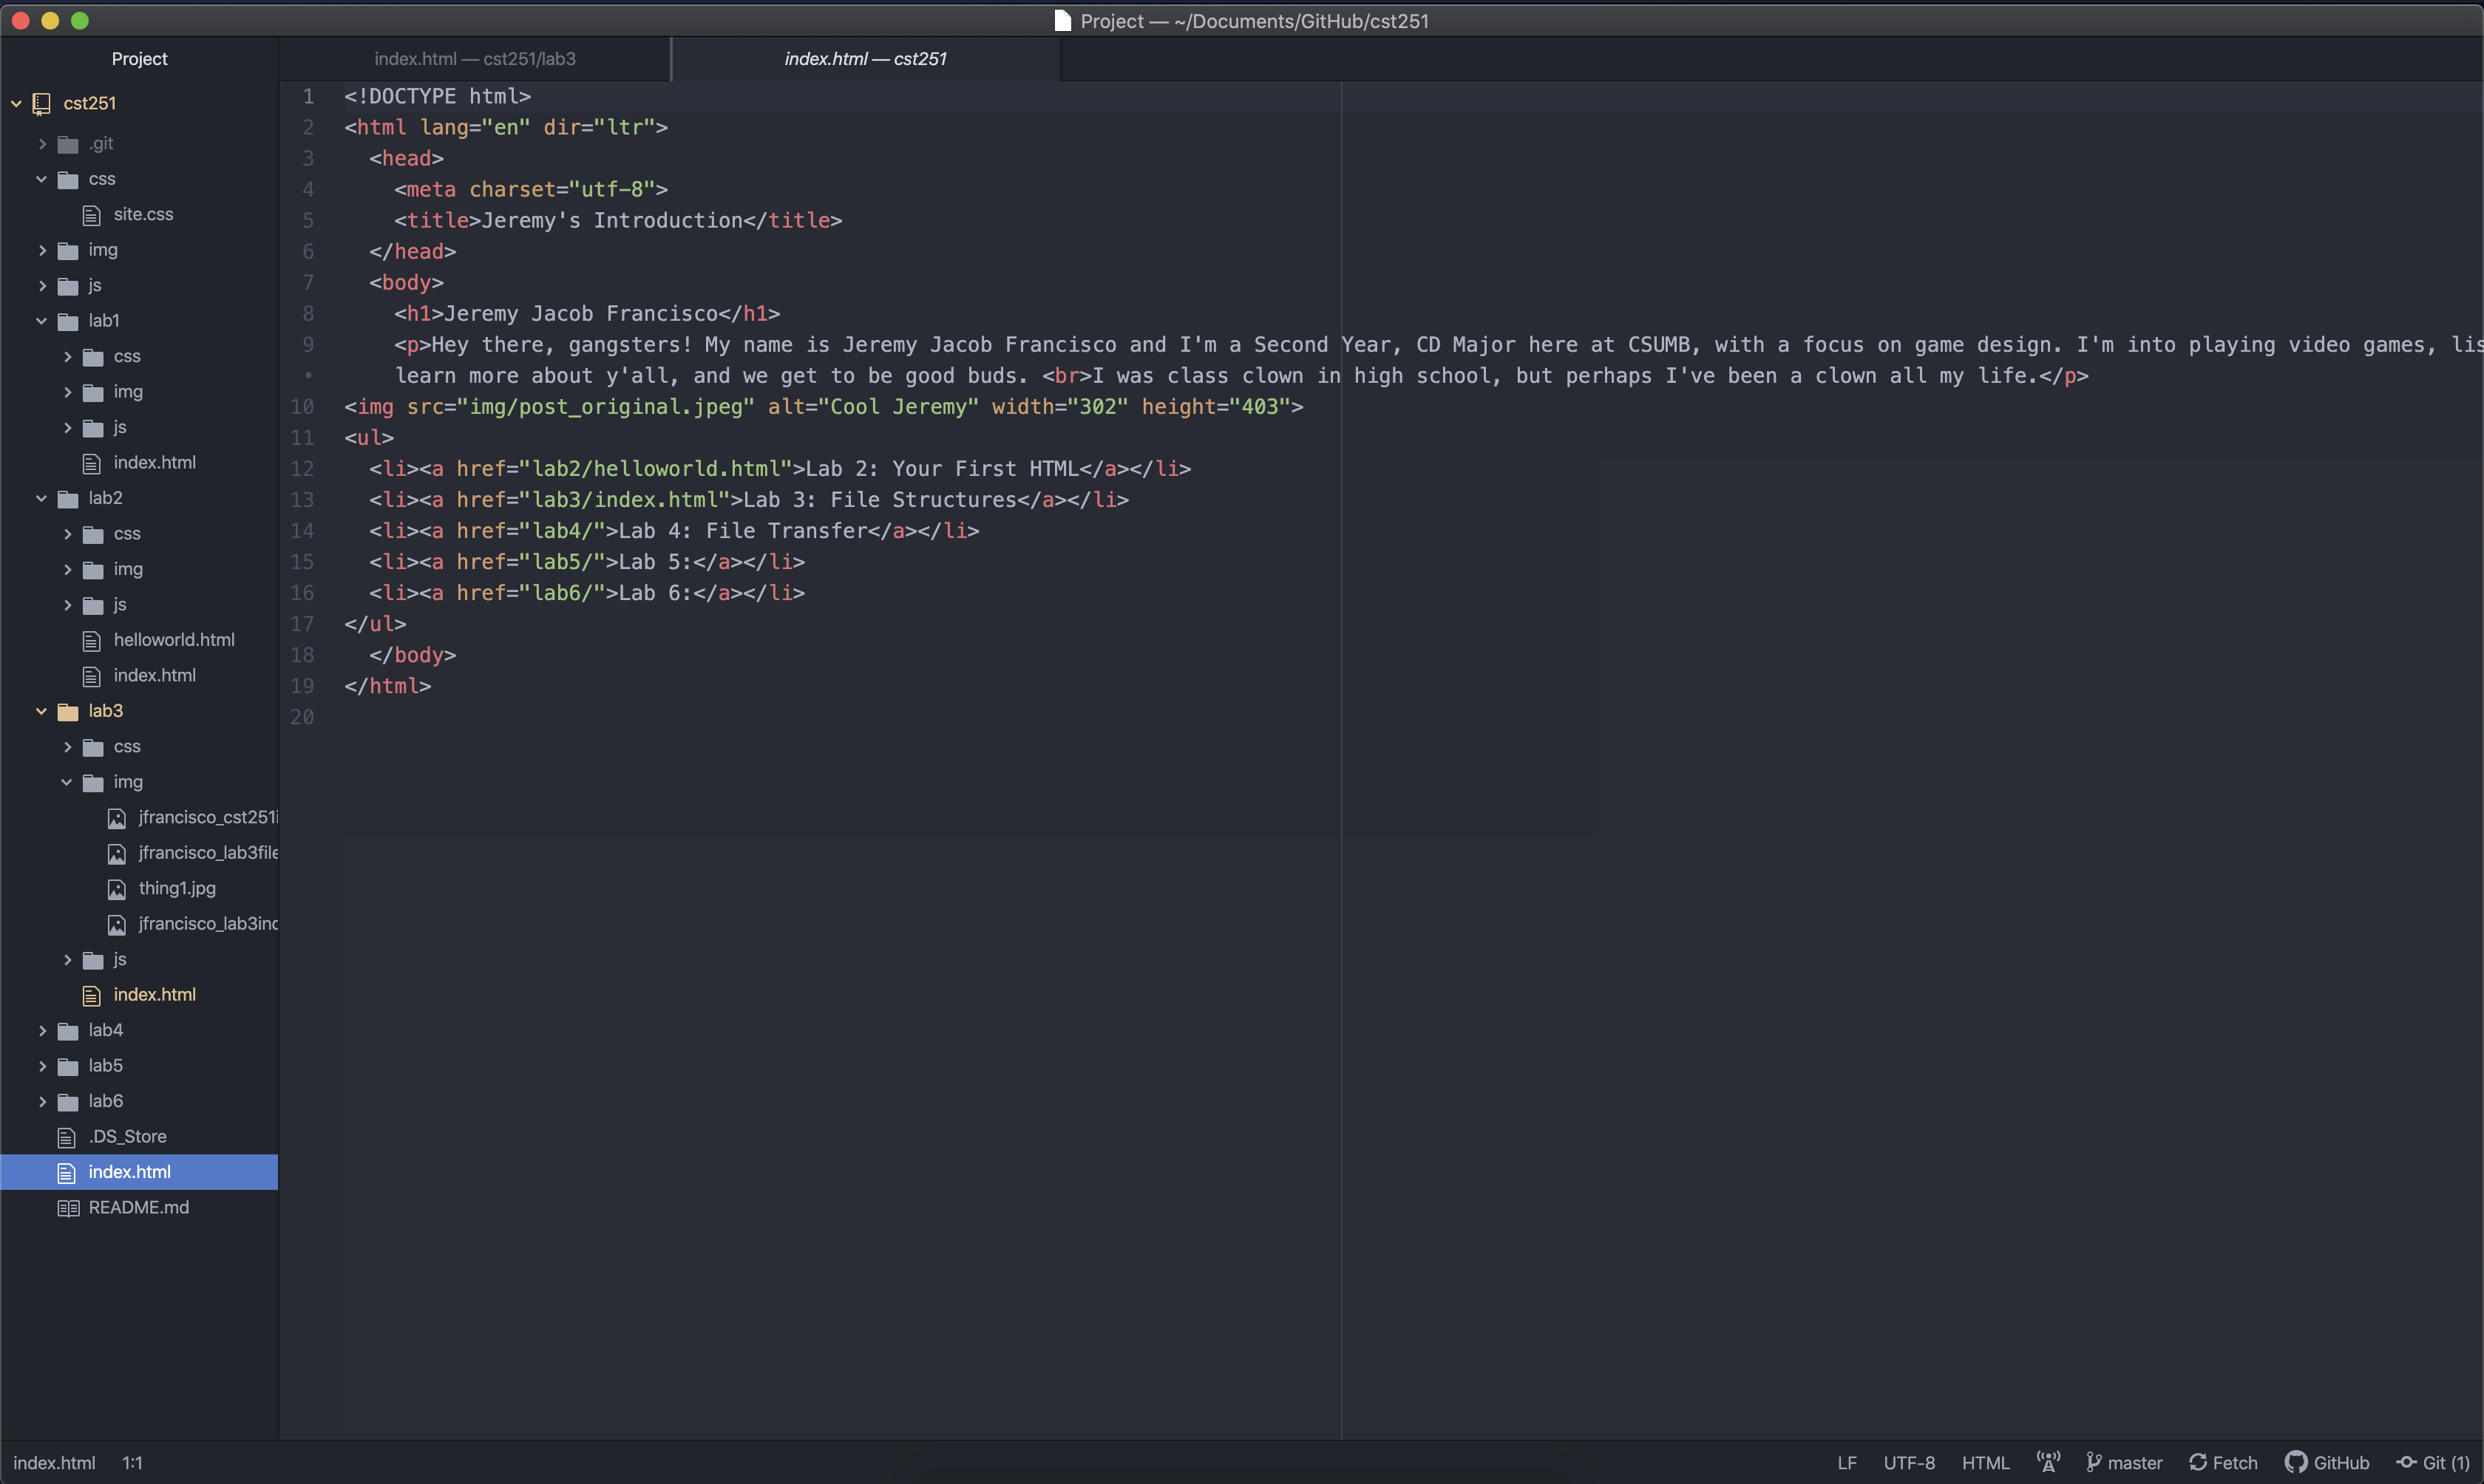 Project — ~/Documents/GitHub/cst251
Project
cst251
.git
css
site.css
img
js
lab1
css
img
js
index.html
lab2
css
img
js
helloworld.html
index.html
lab3
css
img
jfrancisco_cst251i
jfrancisco_lab3file
thing1.jpg
jfrancisco_lab3ind
js
index.html
lab4
lab5
lab6
.DS_Store
index.html
README.md
index.html — cst251/lab3
index.html — cst251
1 <!DOCTYPE html>
2 <html lang="en" dir="ltr">
3 <head>
4 <meta charset="utf-8">
5 <title>Jeremy's Introduction</title>
6 </head>
7 <body>
8 <h1>Jeremy Jacob Francisco</h1>
9 <p>Hey there, gangsters! My name is Jeremy Jacob Francisco and I'm a Second Year, CD Major here at CSUMB, with a focus on game design. I'm into playing video games, lis
• learn more about y'all, and we get to be good buds. <br>I was class clown in high school, but perhaps I've been a clown all my life.</p>
10 <img src="img/post_original.jpeg" alt="Cool Jeremy" width="302" height="403">
11 <ul>
12 <li><a href="lab2/helloworld.html">Lab 2: Your First HTML</a></li>
13 <li><a href="lab3/index.html">Lab 3: File Structures</a></li>
14 <li><a href="lab4/">Lab 4: File Transfer</a></li>
15 <li><a href="lab5/">Lab 5:</a></li>
16 <li><a href="lab6/">Lab 6:</a></li>
17 </ul>
18 </body>
19 </html>
20
index.html 1:1
LF UTF-8 HTML master Fetch GitHub Git (1)